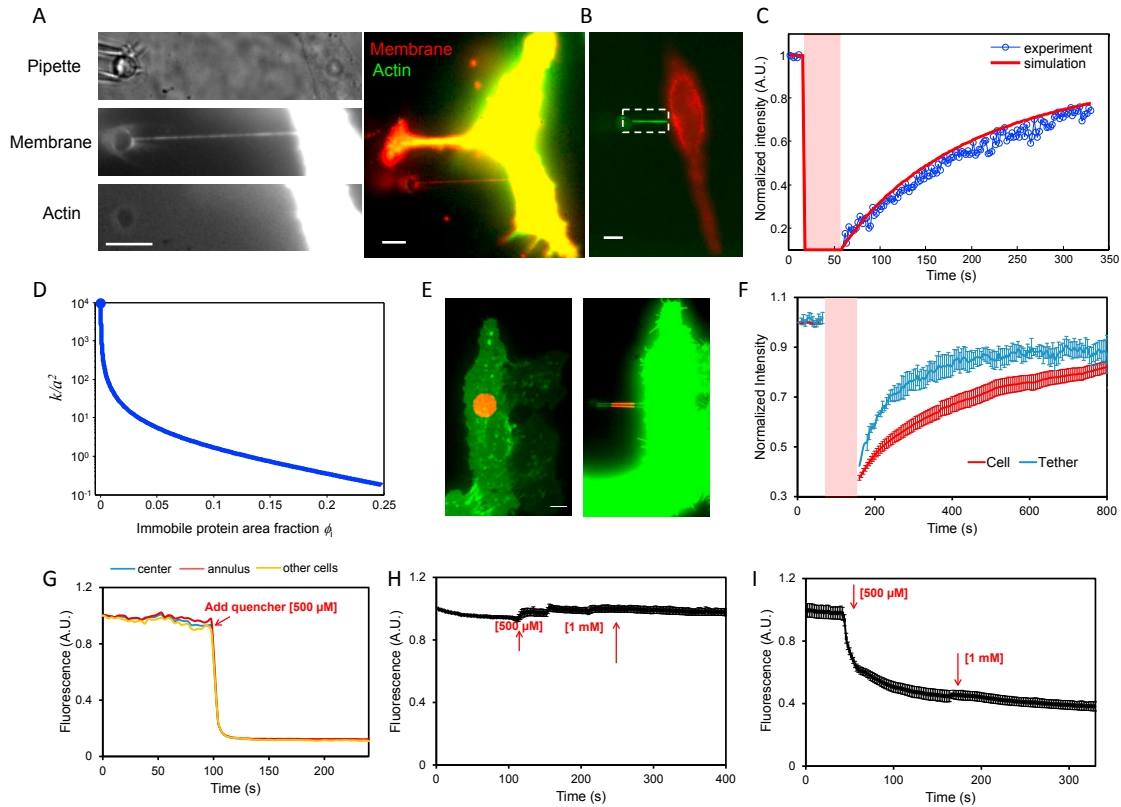 A
Pipette
Membrane
Actin
Membrane
Actin
B
C
Normalized intensity (A.U.)
1
0.8
0.6
0.4
0.2
experiment
simulation
0 50 100 150 200 250 300 350
Time (s)
D
k/a²
10⁴
10³
10²
10¹
10⁰
10⁻¹
0 0.05 0.1 0.15 0.2 0.25
Immobile protein area fraction ϕᵢ
E
F
Normalized Intensity
1.1
0.9
0.7
0.5
0.3
Cell Tether
200 400 600 800
Time (s)
G
center annulus other cells
Fluorescence (A.U.)
1.2
0.8
0.4
0
Add quencher [500 µM]
0 50 100 150 200
Time (s)
H
Fluorescence (A.U.)
1.2
0.8
0.4
0
[500 µM] [1 mM]
0 100 200 300 400
Time (s)
I
Fluorescence (A.U.)
1.2
0.8
0.4
0
[500 µM]
[1 mM]
0 100 200 300
Time (s)